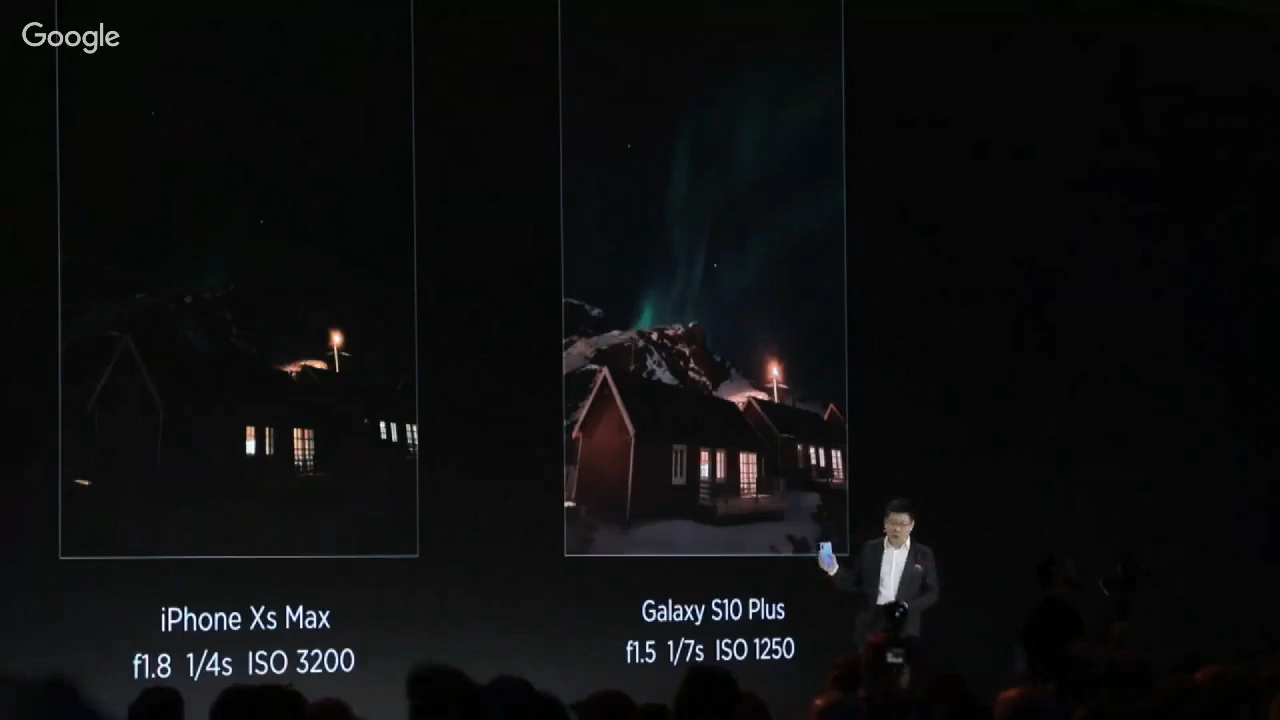 Google
iPhone Xs Max
f1.8 1/4s ISO 3200
Galaxy S10 Plus
f1.5 1/7s ISO 1250